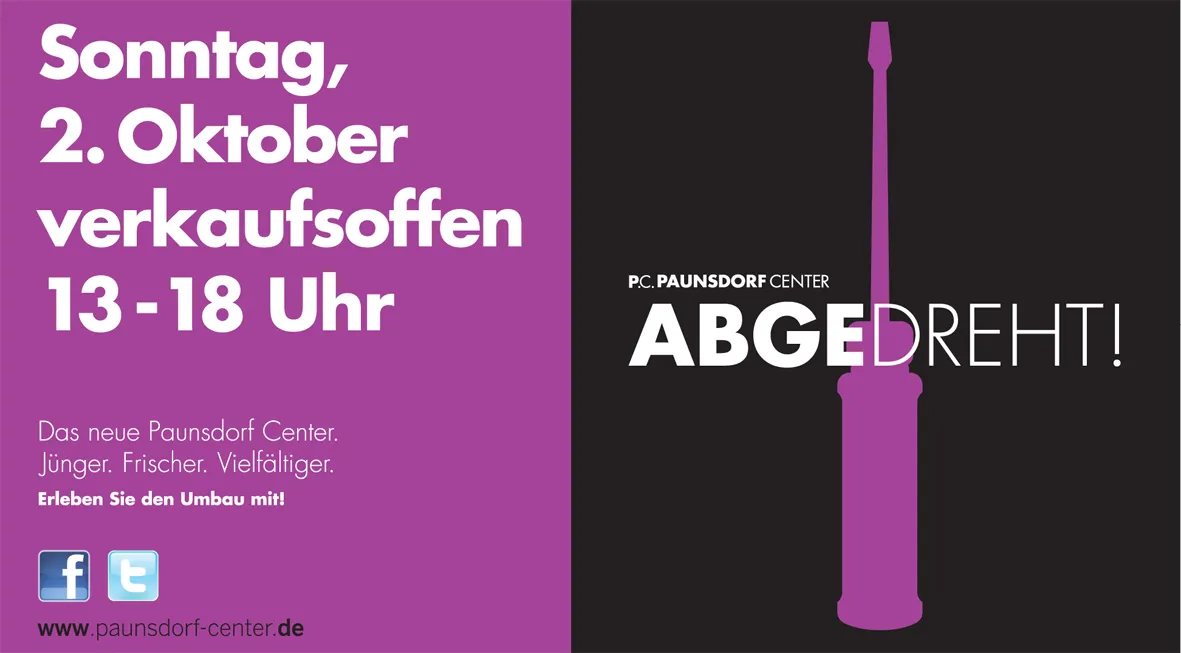 Sonntag,
2. Oktober
verkaufsoffen
13 - 18 Uhr
Das neue Paunsdorf Center.
Jünger. Frischer. Vielfältiger.
Erleben Sie den Umbau mit!
f t
www.paunsdorf-center.de
P.C. PAUNSDORF CENTER
ABGEDREHT!